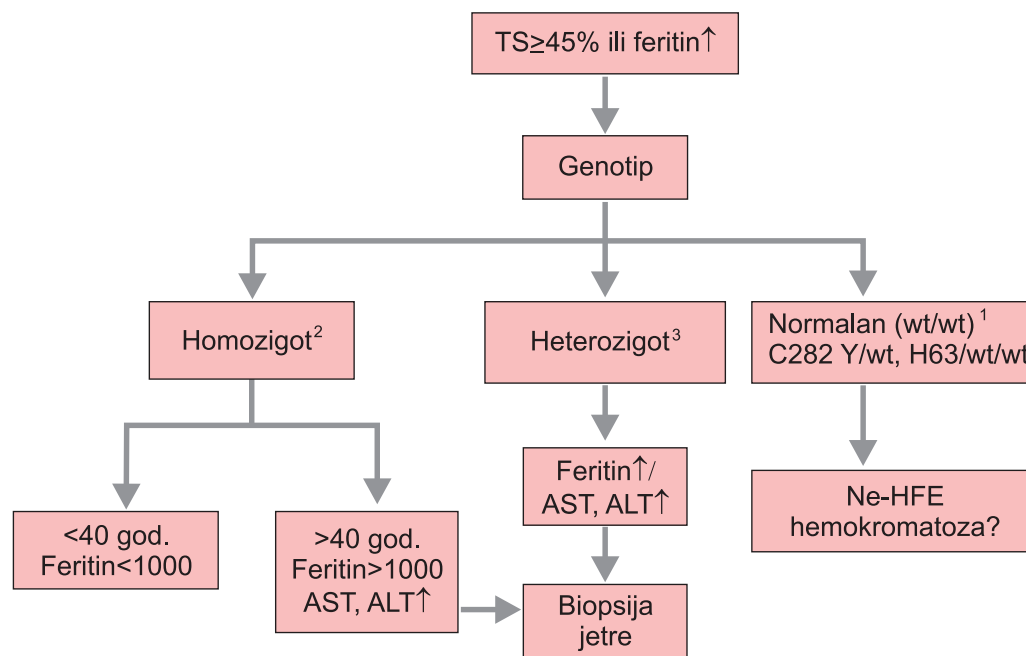 TS≥45% ili feritin↑
Genotip
Homozigot²
Heterozigot³
Normalan (wt/wt)¹
C282 Y/wt, H63/wt/wt
<40 god.
Feritin<1000
>40 god.
Feritin>1000
AST, ALT↑
Feritin↑/
AST, ALT↑
Ne-HFE
hemokromatoza?
Biopsija
jetre